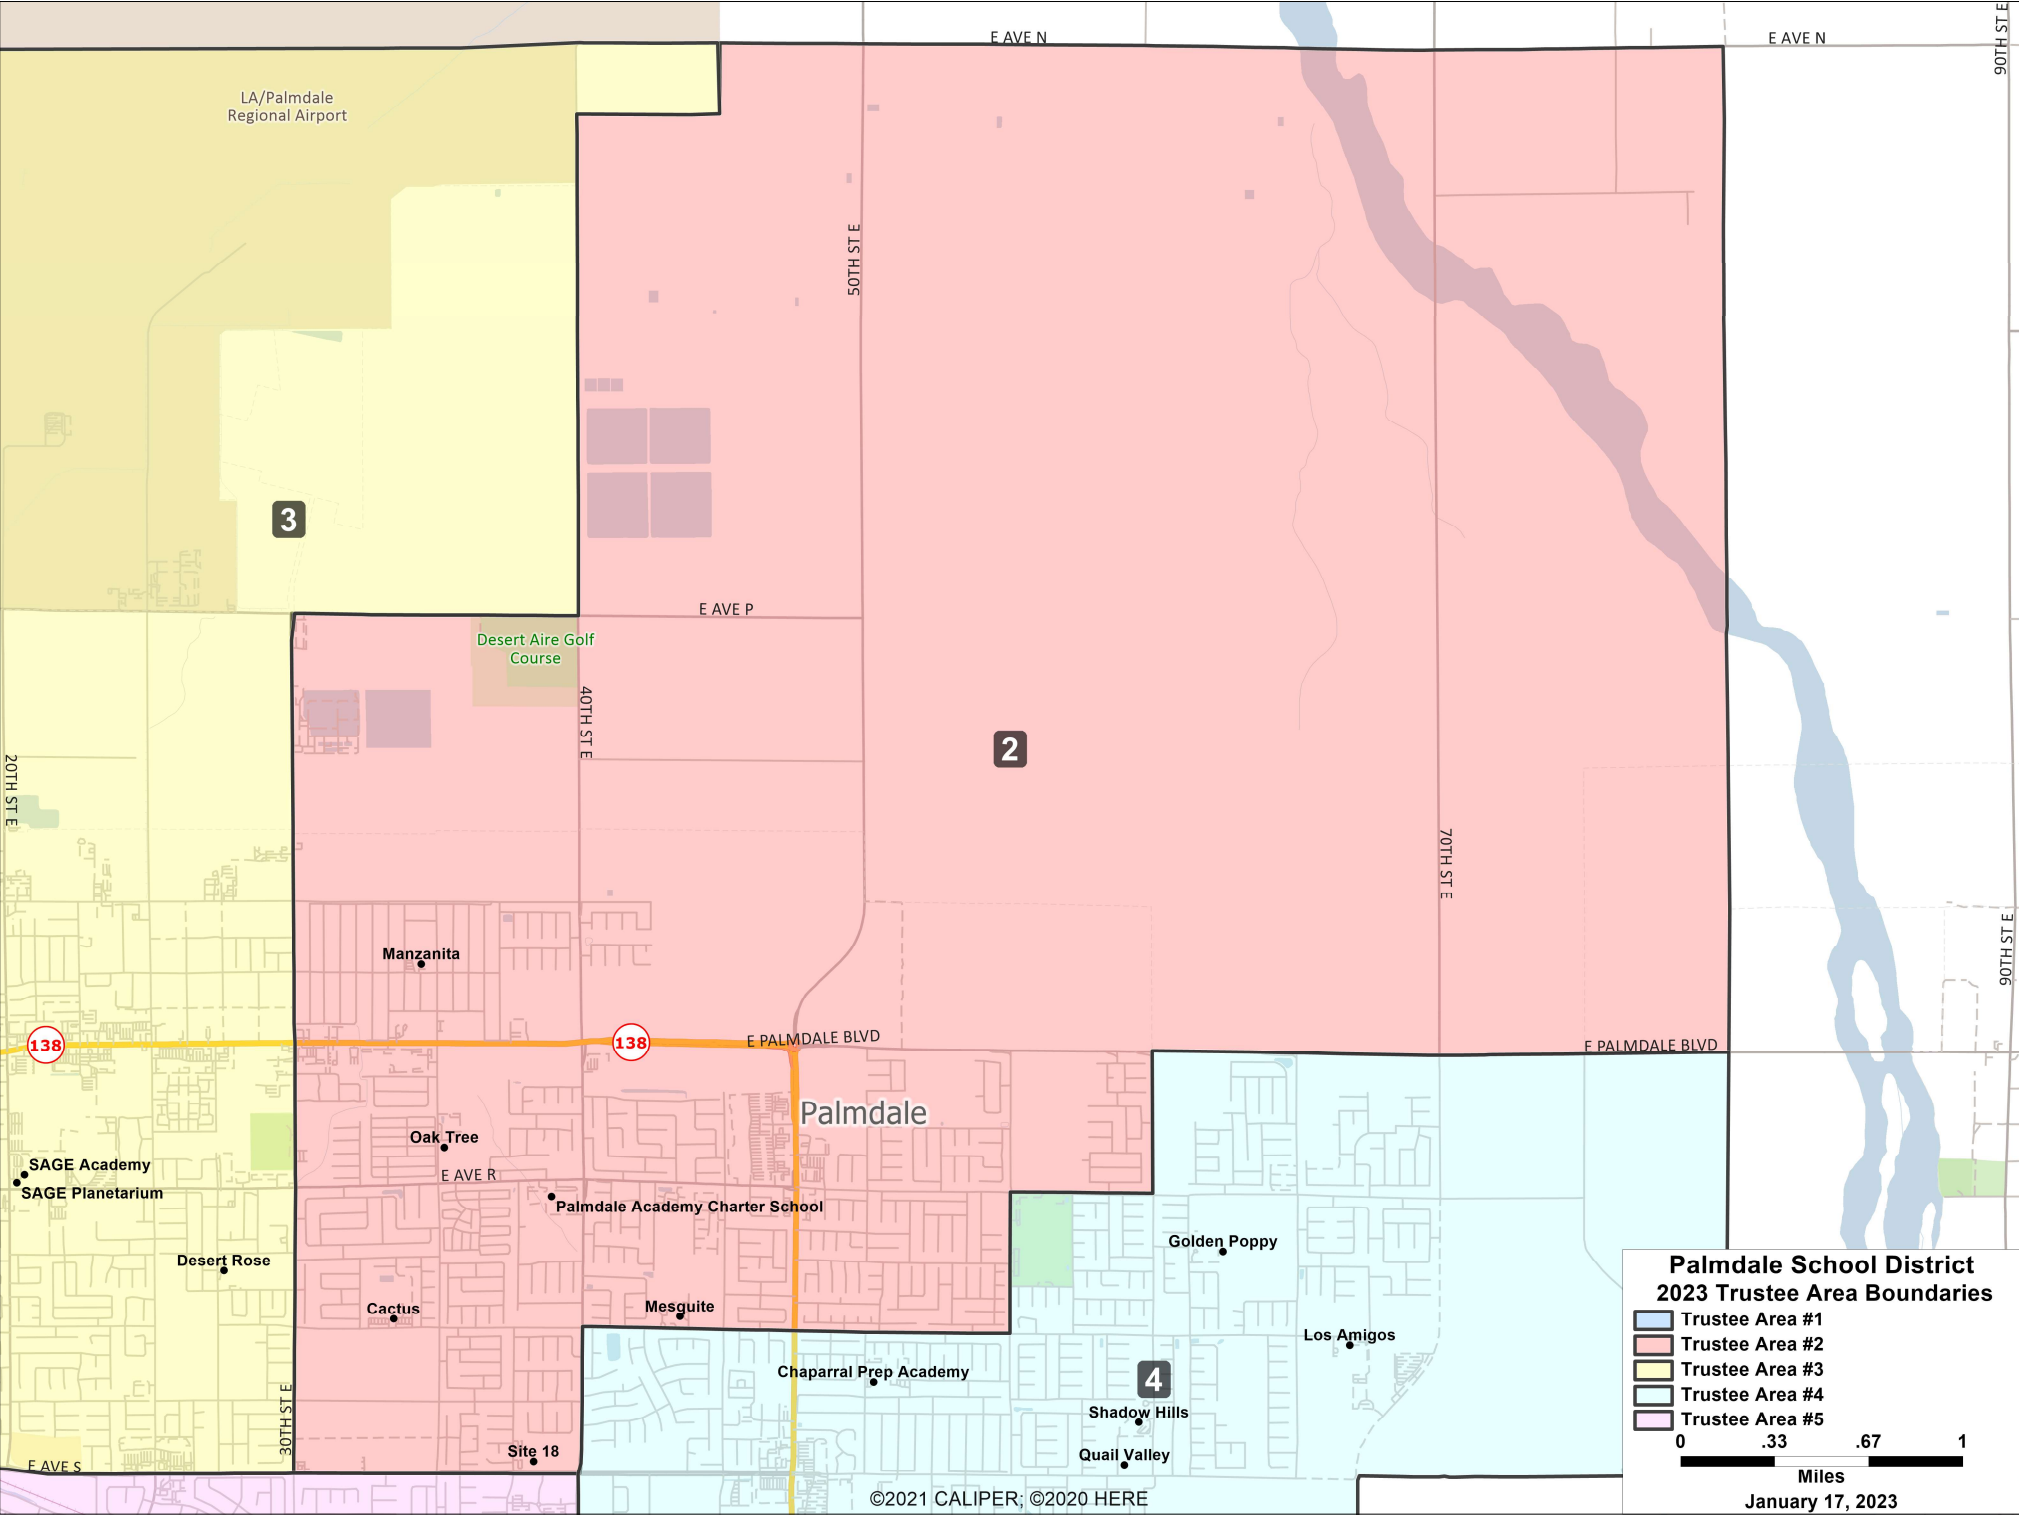 E AVE N
E AVE N
90TH ST E
LA/Palmdale
Regional Airport
50TH ST E
3
E AVE P
Desert Aire Golf
Course
40TH ST E
2
20TH ST E
70TH ST E
90TH ST E
Manzanita
138
138
E PALMDALE BLVD
E PALMDALE BLVD
Palmdale
Oak Tree
SAGE Academy
E AVE R
SAGE Planetarium
Palmdale Academy Charter School
Golden Poppy
Desert Rose
Cactus
Mesquite
Los Amigos
Chaparral Prep Academy
4
30TH ST E
Shadow Hills
Site 18
Quail Valley
E AVE S
©2021 CALIPER; ©2020 HERE
Palmdale School District
2023 Trustee Area Boundaries
Trustee Area #1
Trustee Area #2
Trustee Area #3
Trustee Area #4
Trustee Area #5
0 .33 .67 1
Miles
January 17, 2023